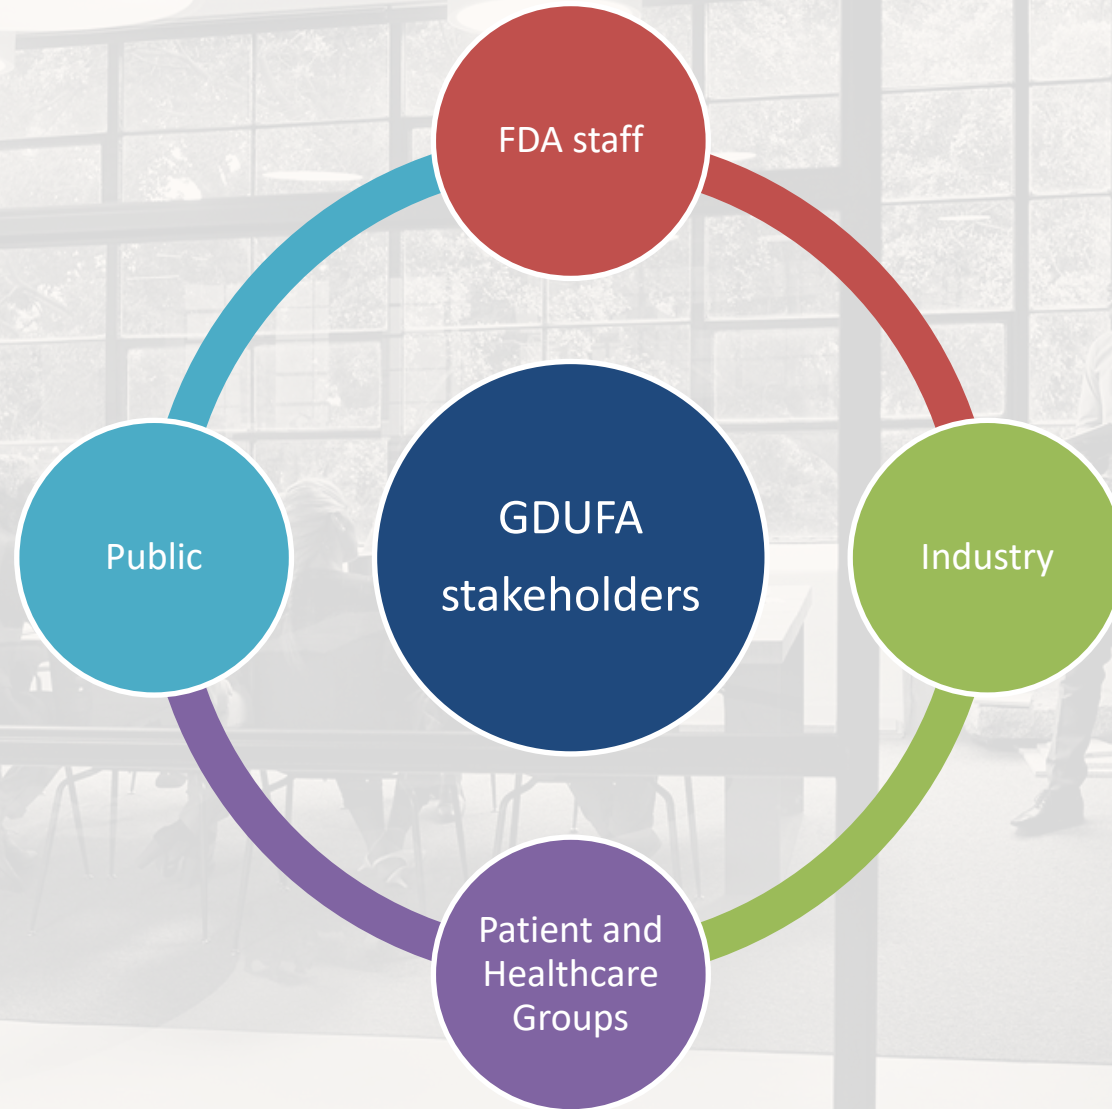 FDA staff
Public
GDUFA
stakeholders
Industry
Patient and
Healthcare
Groups